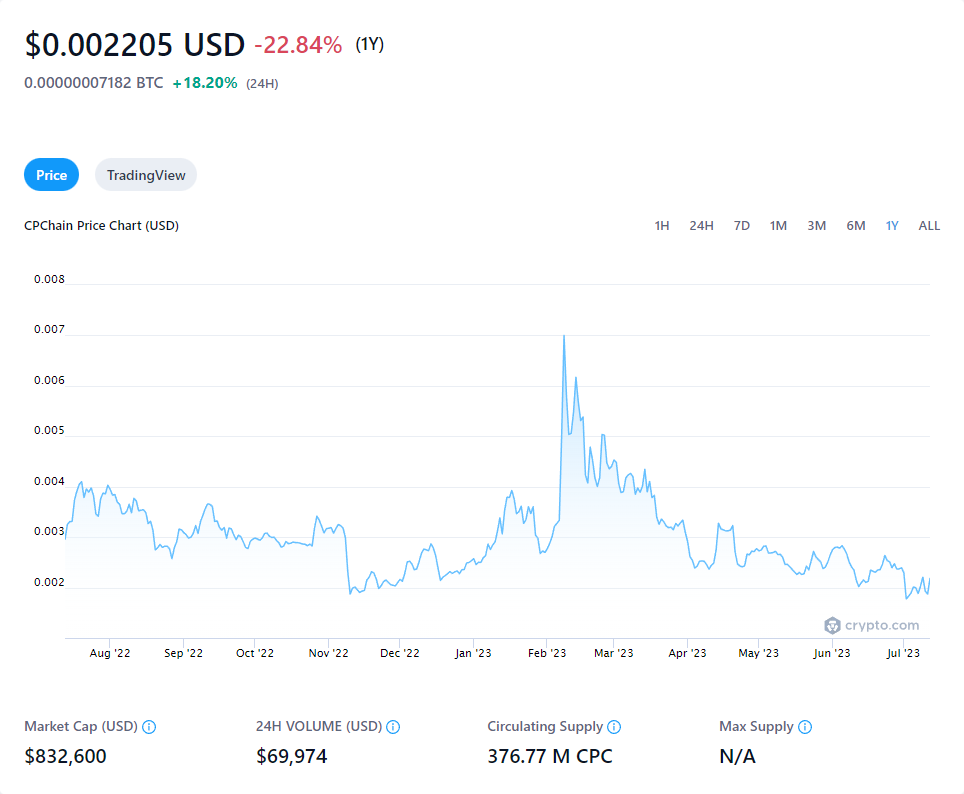 $0.002205 USD -22.84% (1Y)
0.00000007182 BTC +18.20% (24H)
Price TradingView
CPChain Price Chart (USD) 1H 24H 7D 1M 3M 6M 1Y ALL
0.008
0.007
0.006
0.005
0.004
0.003
0.002
crypto.com
Aug '22 Sep '22 Oct '22 Nov '22 Dec '22 Jan '23 Feb '23 Mar '23 Apr '23 May '23 Jun '23 Jul '23
Market Cap (USD) 24H VOLUME (USD) Circulating Supply Max Supply
$832,600 $69,974 376.77 M CPC N/A